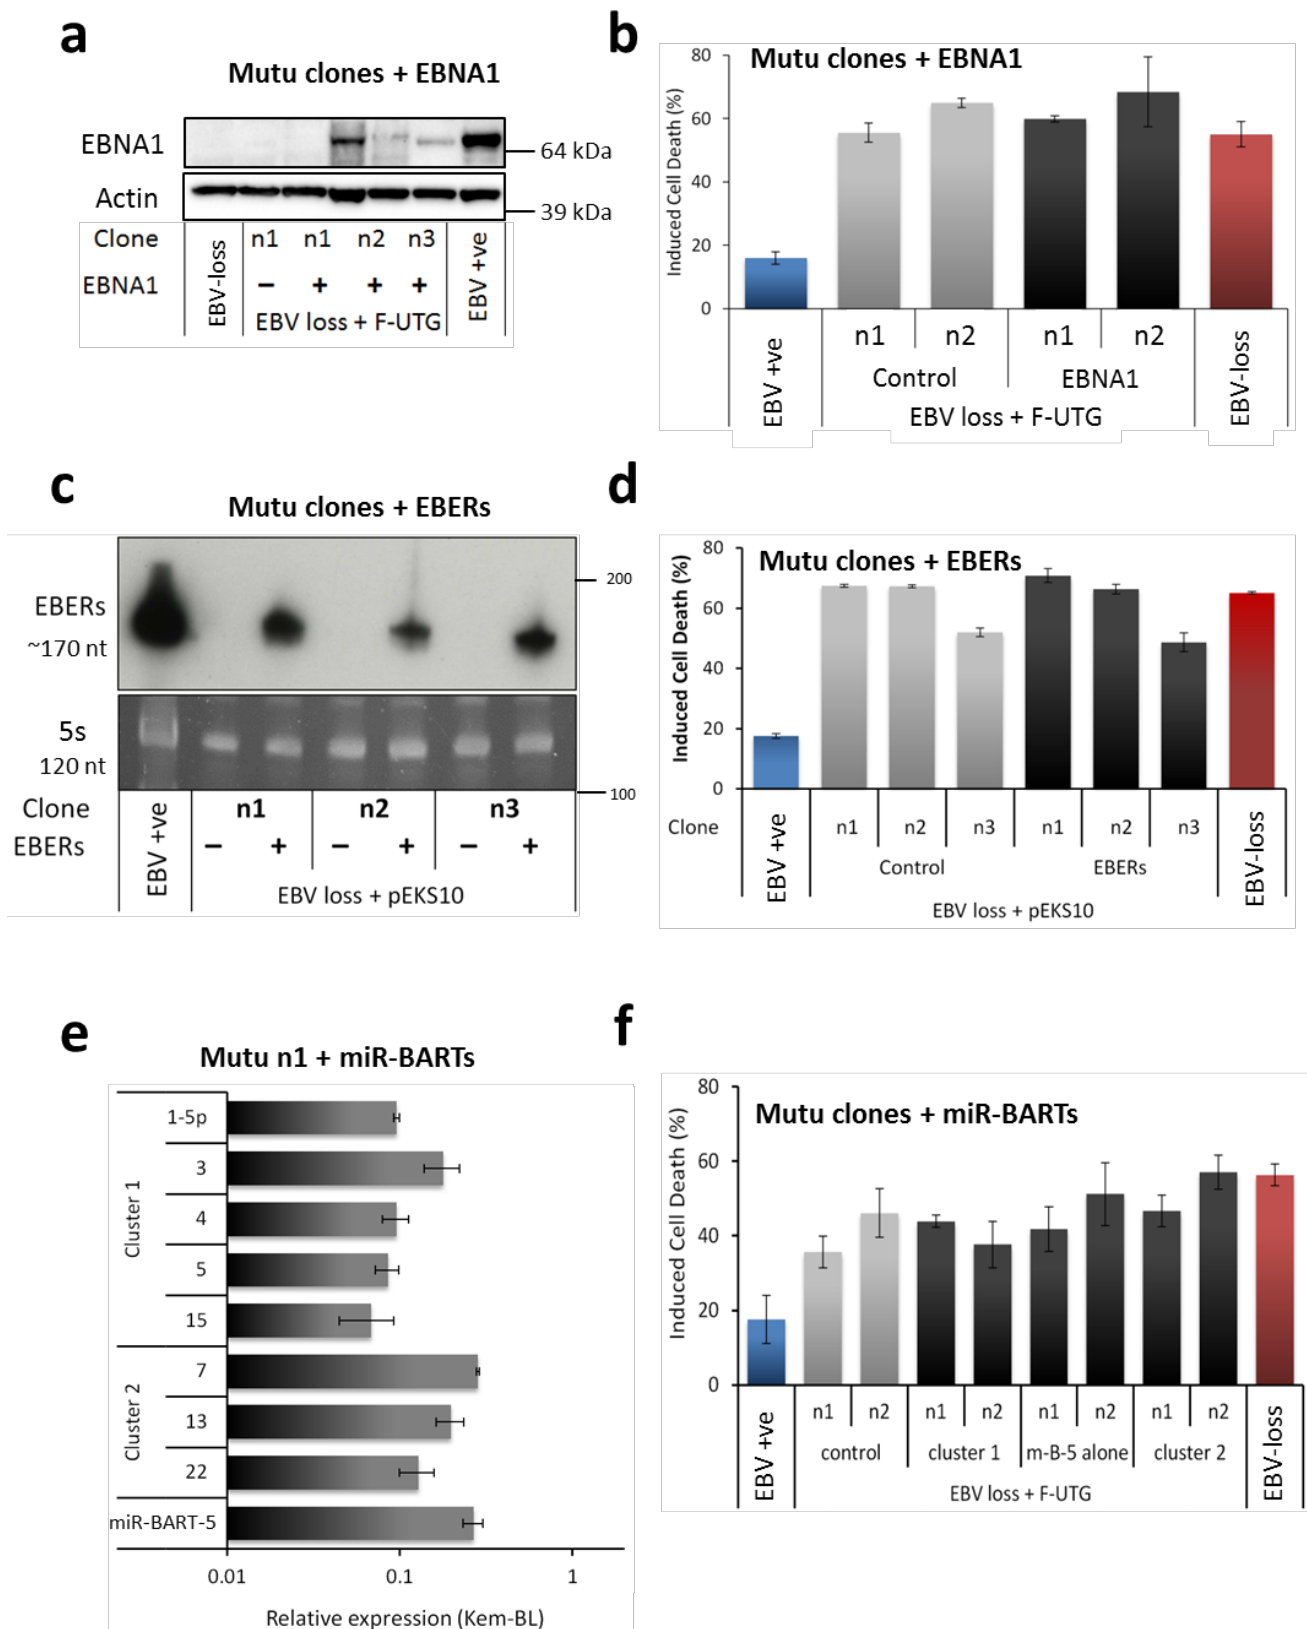 a
Mutu clones + EBNA1
EBNA1
64 kDa
Actin
39 kDa
Clone
n1 n1 n2 n3
EBNA1
− + + +
EBV-loss
EBV loss + F-UTG
EBV +ve
b
Mutu clones + EBNA1
Induced Cell Death (%)
80
60
40
20
0
EBV +ve
n1 n2 n1 n2
Control EBNA1
EBV loss + F-UTG
EBV-loss
c
Mutu clones + EBERs
EBERs
~170 nt
200
5s
120 nt
100
Clone
n1 n2 n3
EBERs
− + − + − +
EBV +ve
EBV loss + pEKS10
d
Mutu clones + EBERs
Induced Cell Death (%)
80
60
40
20
0
Clone
EBV +ve
n1 n2 n3 n1 n2 n3
Control EBERs
EBV loss + pEKS10
EBV-loss
e
Mutu n1 + miR-BARTs
Cluster 1
1-5p
3
4
5
15
Cluster 2
7
13
22
miR-BART-5
0.01 0.1 1
Relative expression (Kem-BL)
f
Mutu clones + miR-BARTs
Induced Cell Death (%)
80
60
40
20
0
EBV +ve
n1 n2 n1 n2 n1 n2 n1 n2
control cluster 1 m-B-5 alone cluster 2
EBV loss + F-UTG
EBV-loss